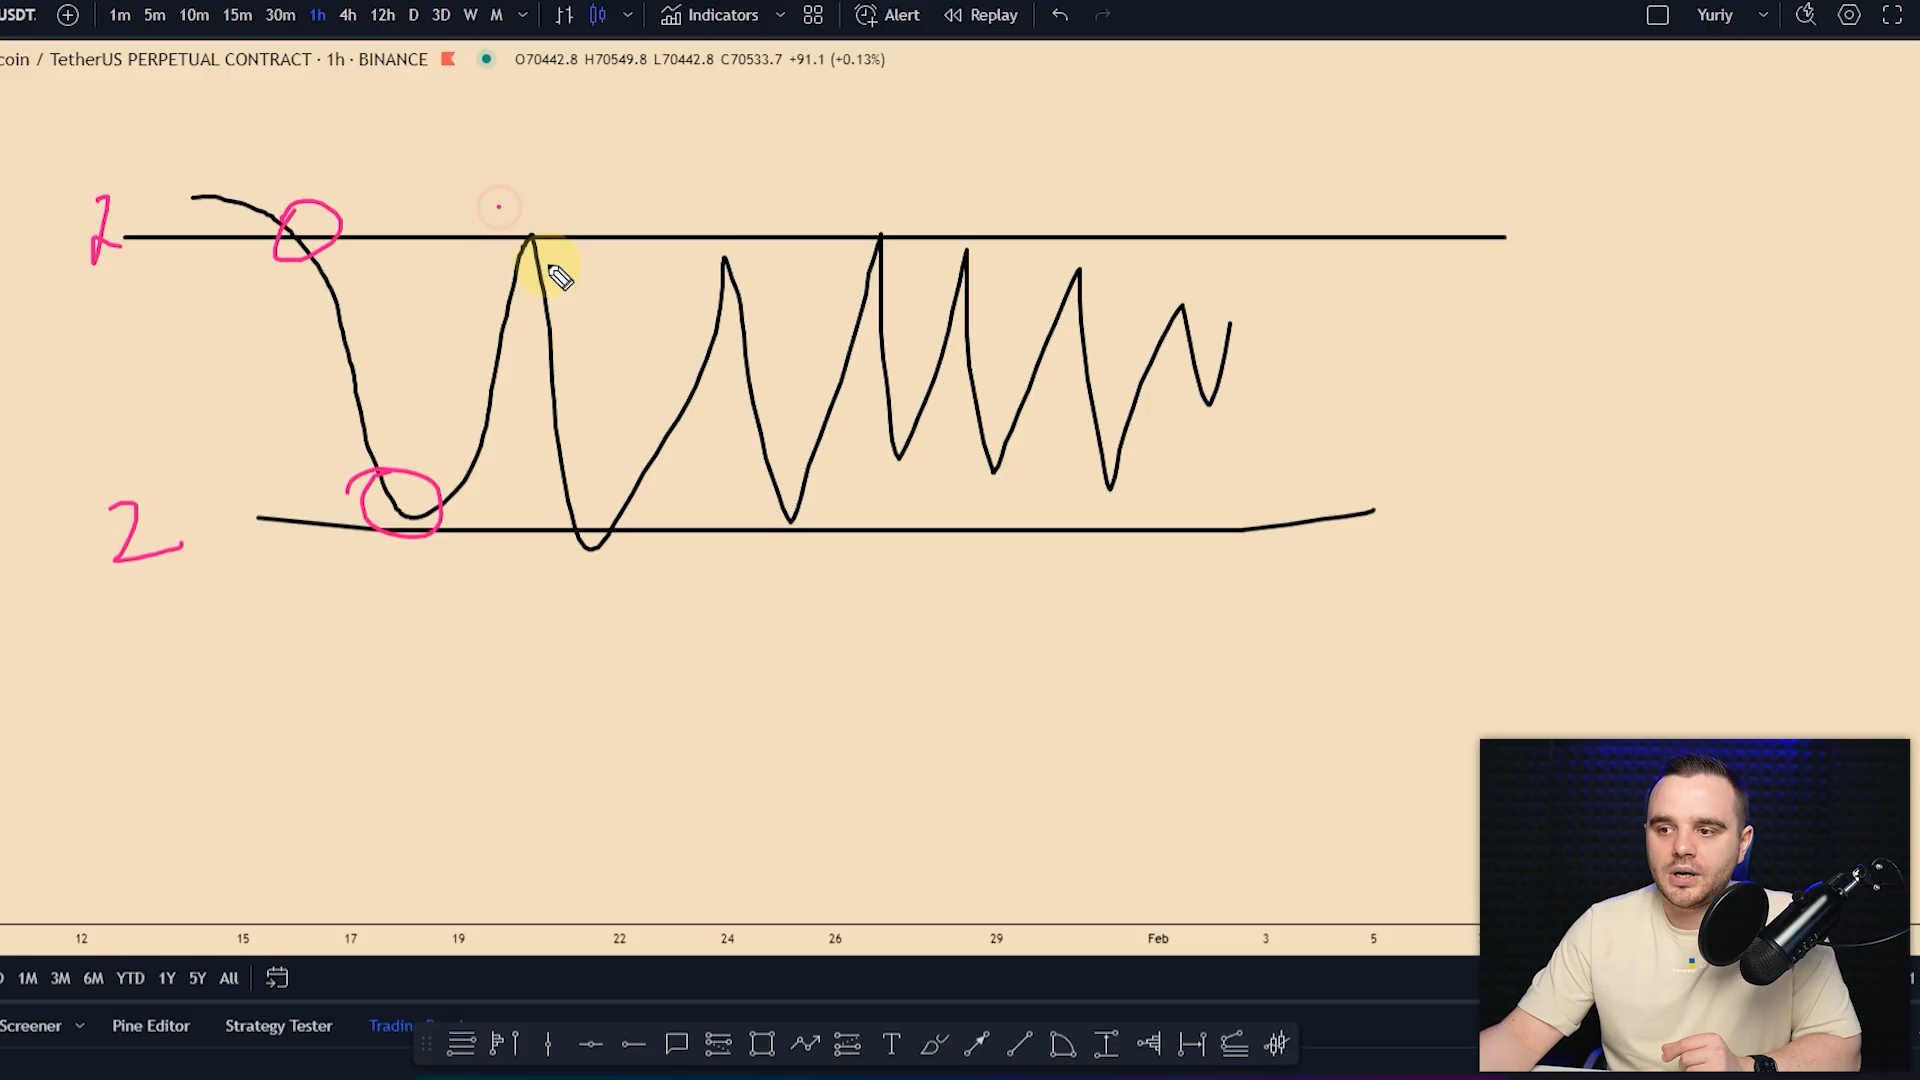 USDT 1m 5m 10m 15m 30m 1h 4h 12h D 3D W M Indicators Alert Replay Yuriy
coin / TetherUS PERPETUAL CONTRACT · 1h · BINANCE O70442.8 H70549.8 L70442.8 C70533.7 +91.1 (+0.13%)
2
12 15 17 19 22 24 26 29 Feb 3 5
1M 3M 6M YTD 1Y 5Y All
Screener Pine Editor Strategy Tester Trading